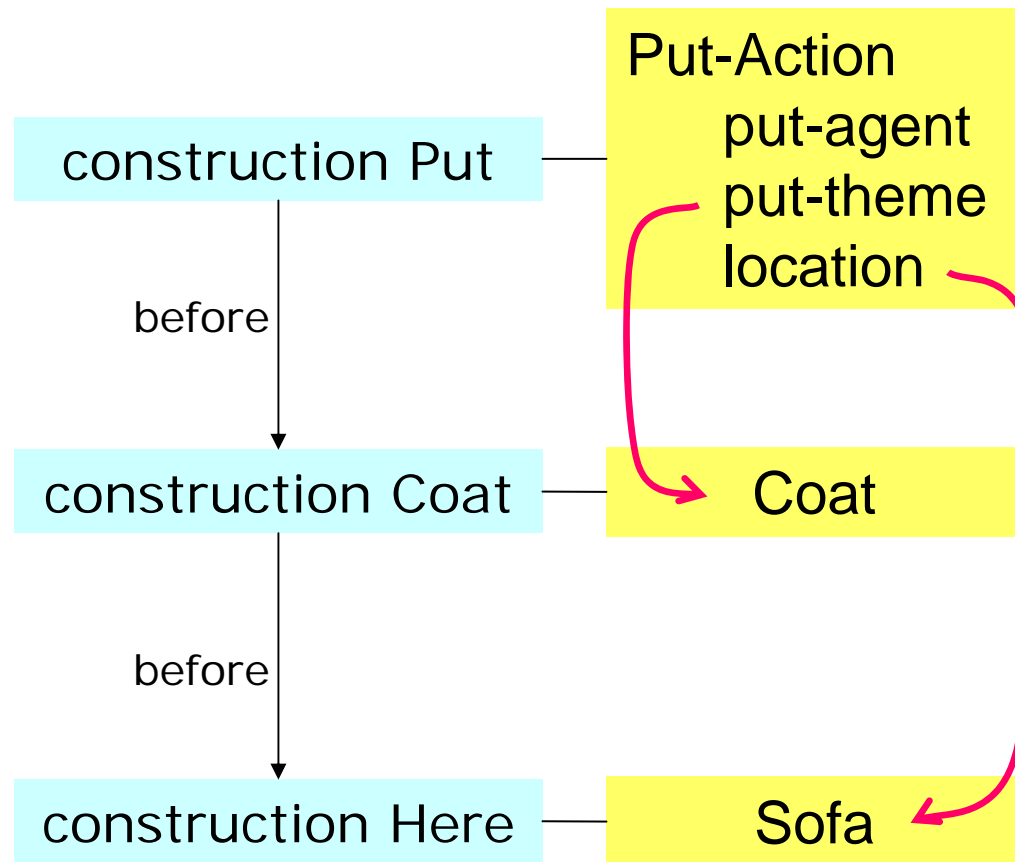 Put-Action
put-agent
construction Put
put-theme
location
before
construction Coat
Coat
before
construction Here
Sofa